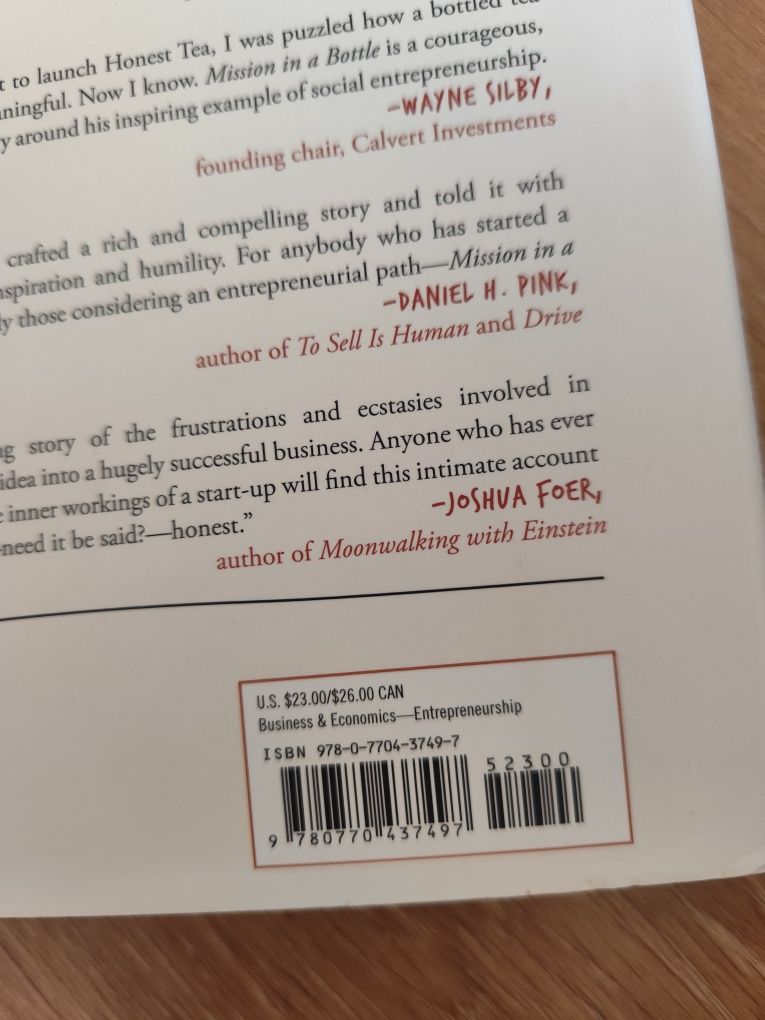 to launch Honest Tea, I was puzzled how a bottled tea
Now I know. Mission in a Bottle is a courageous,
around his inspiring example of social entrepreneurship.
–WAYNE SILBY,
founding chair, Calvert Investments
crafted a rich and compelling story and told it with
and humility. For anybody who has started a
those considering an entrepreneurial path—Mission in a
–DANIEL H. PINK,
author of To Sell Is Human and Drive
story of the frustrations and ecstasies involved in
idea into a hugely successful business. Anyone who has ever
inner workings of a start-up will find this intimate account
need it be said?—honest.”
–JOSHUA FOER,
author of Moonwalking with Einstein
U.S. $23.00/$26.00 CAN
Business & Economics—Entrepreneurship
ISBN 978-0-7704-3749-7
52300
9 780770 437497